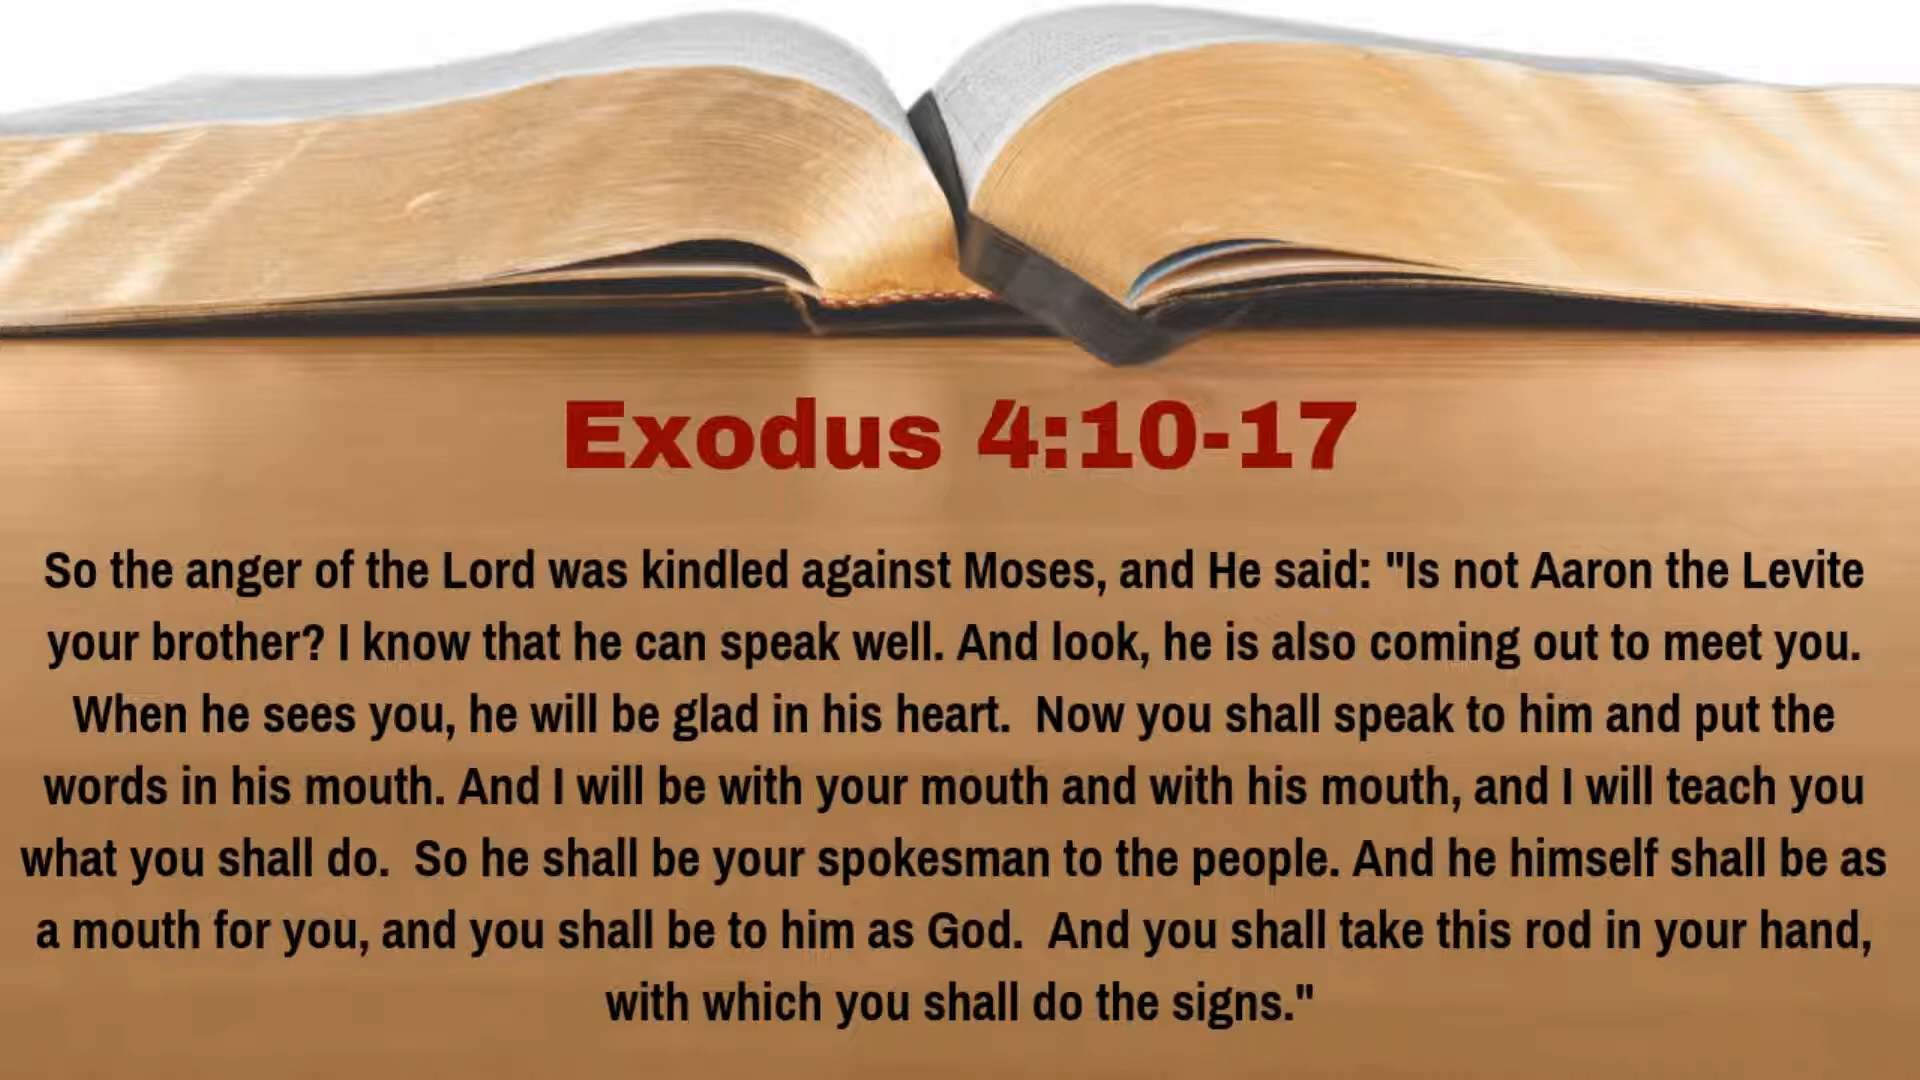 Exodus 4:10-17
So the anger of the Lord was kindled against Moses, and He said: "Is not Aaron the Levite
your brother? I know that he can speak well. And look, he is also coming out to meet you.
When he sees you, he will be glad in his heart.  Now you shall speak to him and put the
words in his mouth. And I will be with your mouth and with his mouth, and I will teach you
what you shall do.  So he shall be your spokesman to the people. And he himself shall be as
a mouth for you, and you shall be to him as God.  And you shall take this rod in your hand,
with which you shall do the signs."